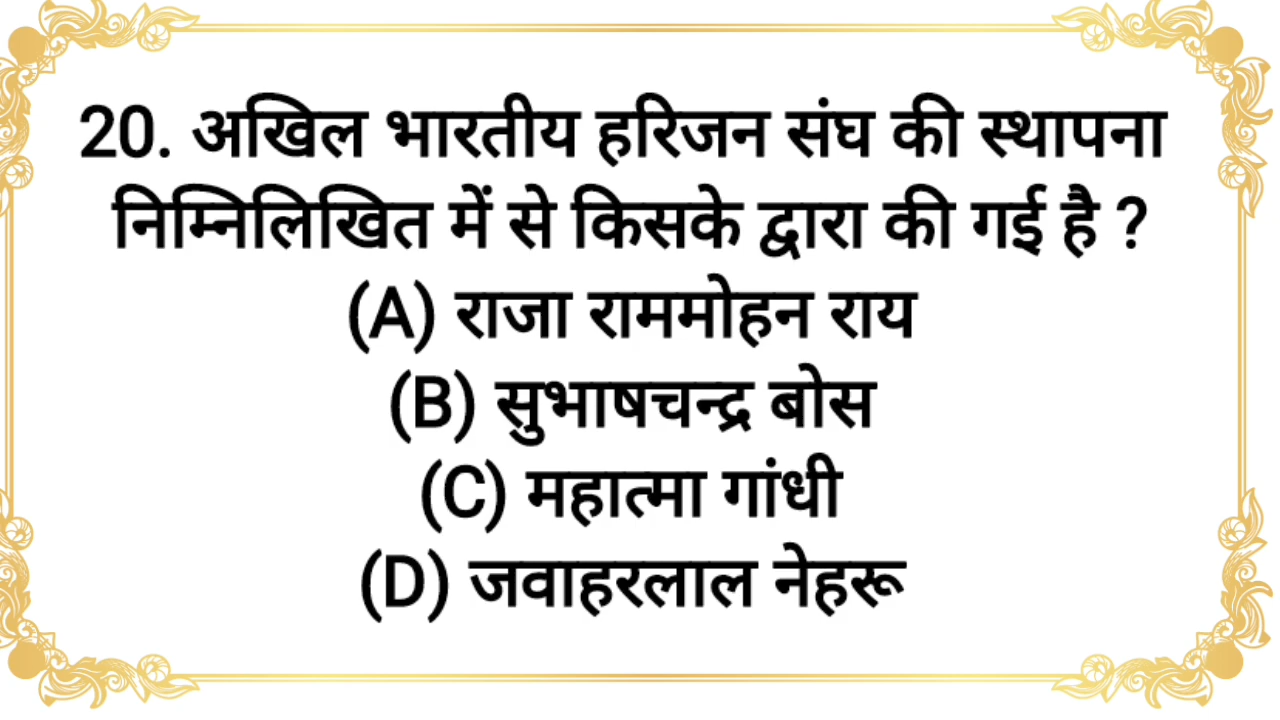 20. अखिल भारतीय हरिजन संघ की स्थापना
निम्निलिखित में से किसके द्वारा की गई है ?
(A) राजा राममोहन राय
(B) सुभाषचन्द्र बोस
(C) महात्मा गांधी
(D) जवाहरलाल नेहरू